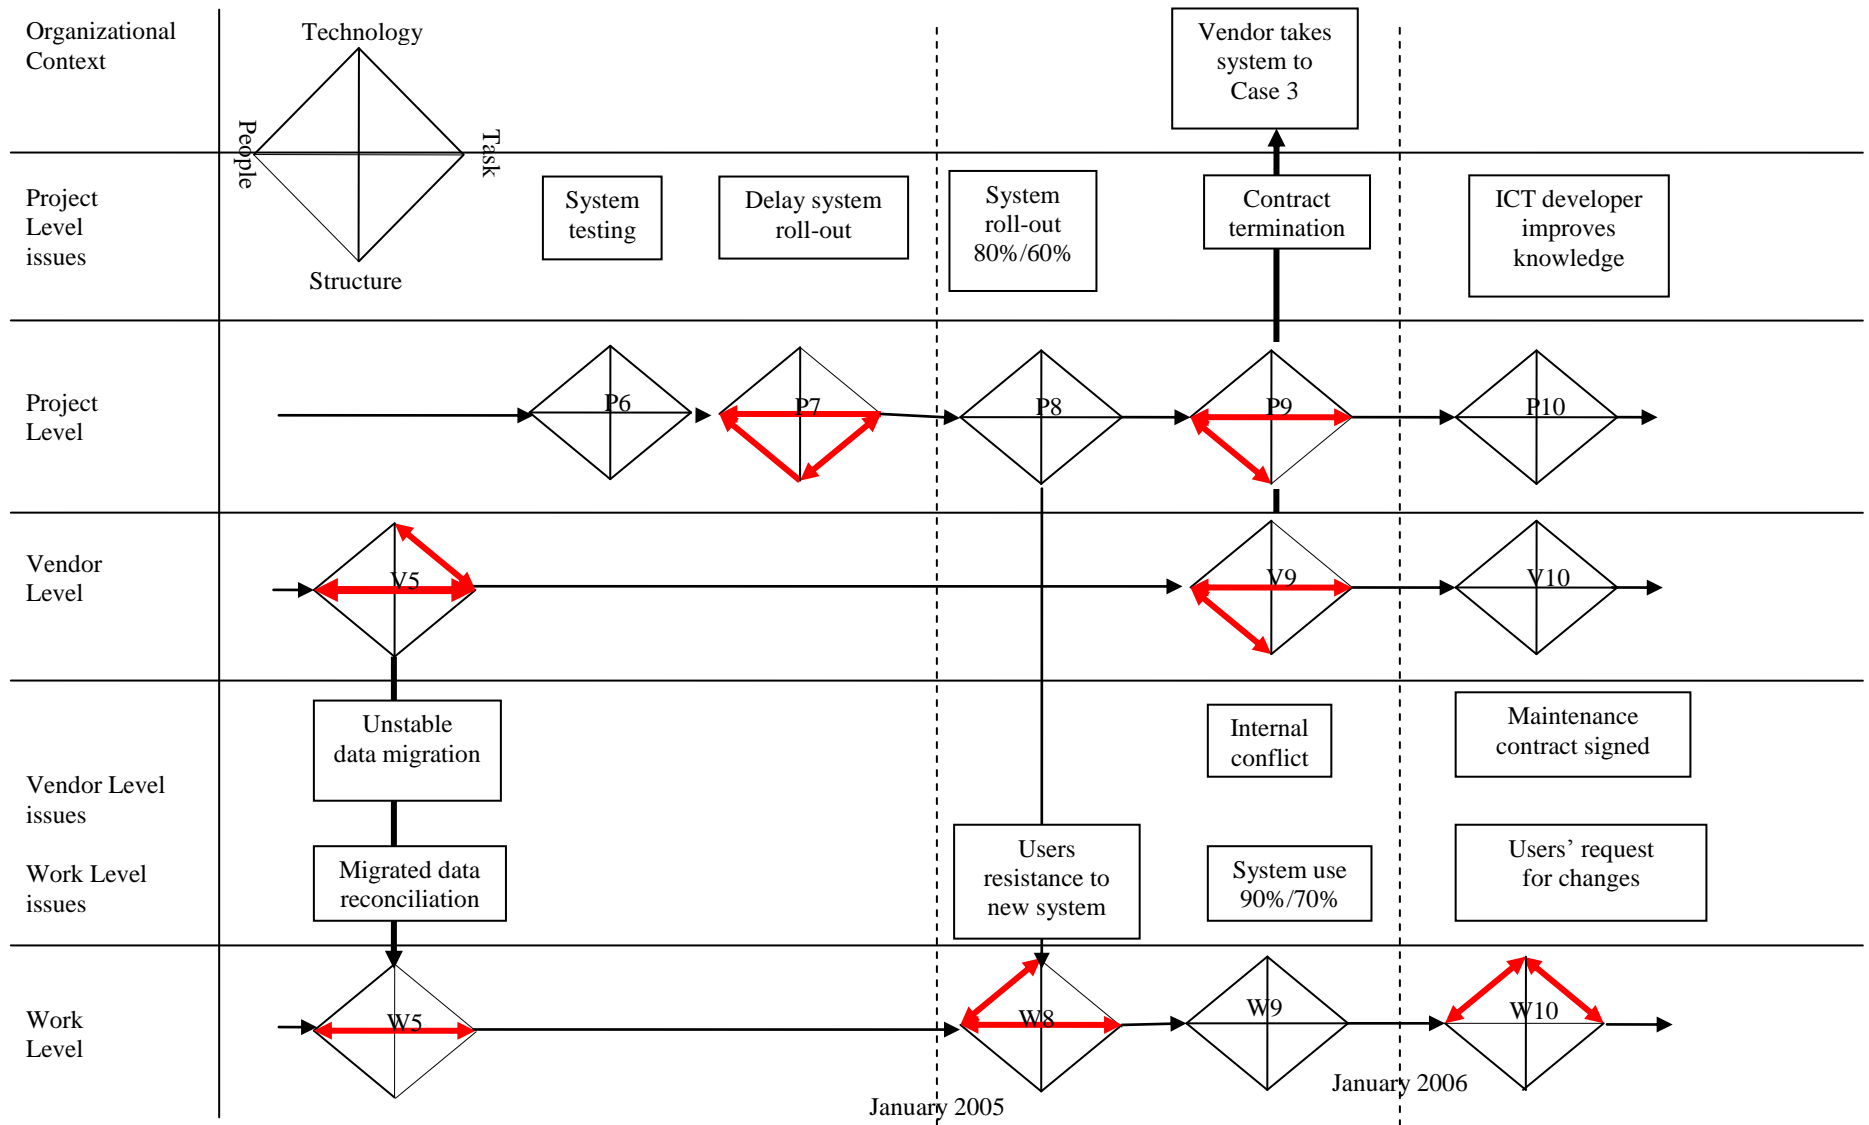 Organizational
Context
Technology
People
Task
Structure
Vendor takes
system to
Case 3
Project
Level
issues
System
testing
Delay system
roll-out
System
roll-out
80%/60%
Contract
termination
ICT developer
improves
knowledge
Project
Level
P6
P7
P8
P9
P10
Vendor
Level
V5
V9
V10
Vendor Level
issues
Unstable
data migration
Internal
conflict
Maintenance
contract signed
Work Level
issues
Migrated data
reconciliation
Users
resistance to
new system
System use
90%/70%
Users’ request
for changes
Work
Level
W5
W8
W9
W10
January 2005
January 2006